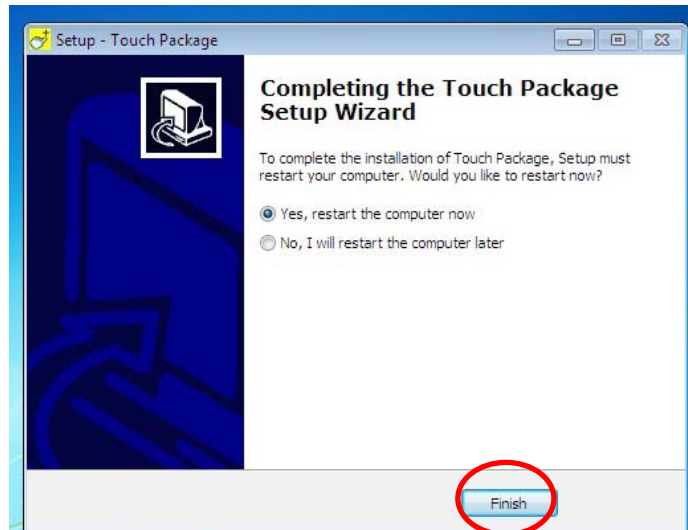 Setup - Touch Package
Completing the Touch Package
Setup Wizard
To complete the installation of Touch Package, Setup must
restart your computer. Would you like to restart now?
Yes, restart the computer now
No, I will restart the computer later
Finish